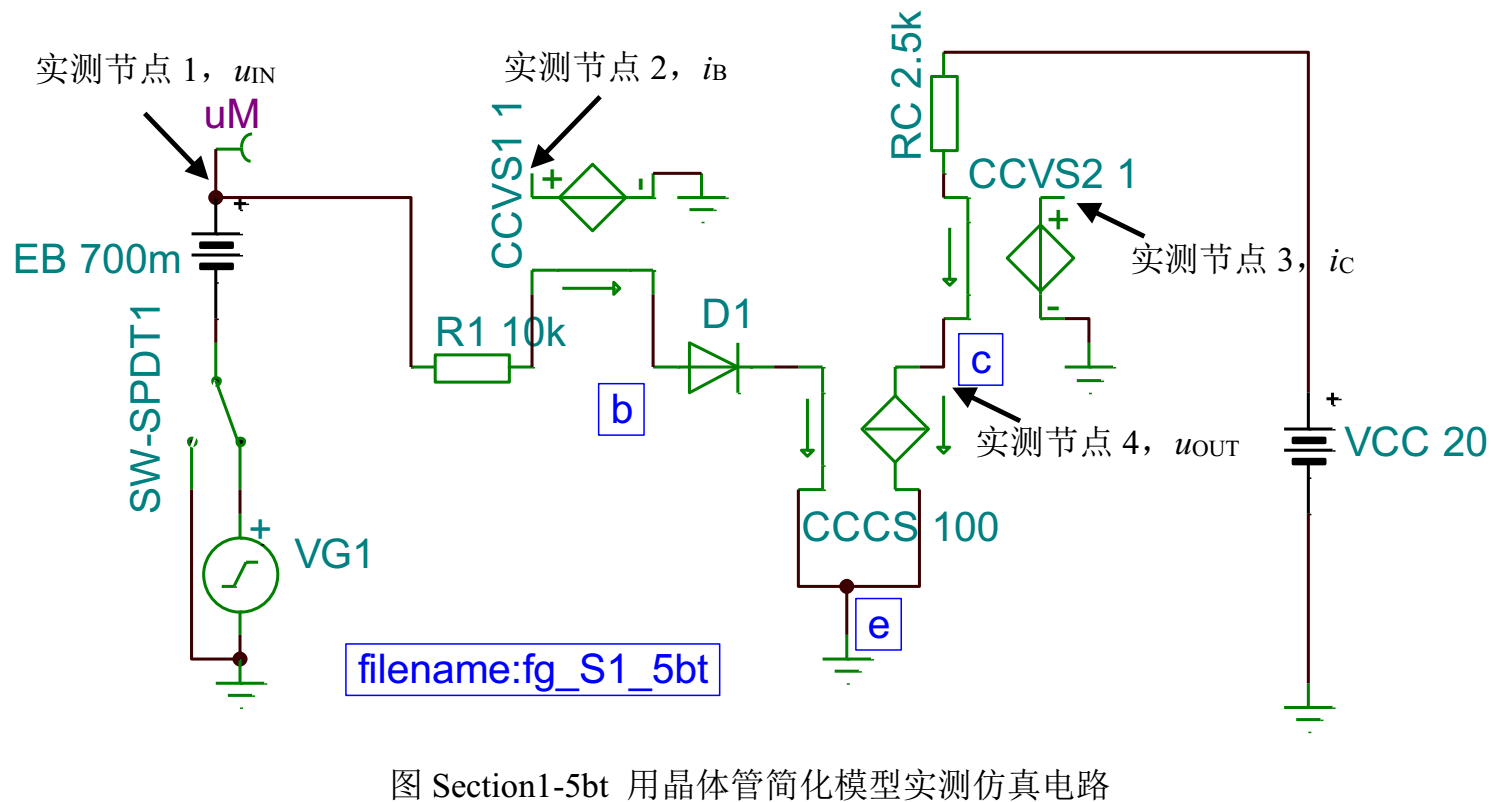 实测节点 1，uIN
uM
EB 700m
SW-SPDT1
VG1
实测节点 2，iB
CCVS1 1
R1 10k
b
D1
RC 2.5k
CCVS2 1
实测节点 3，iC
c
实测节点 4，uOUT
CCCS 100
e
VCC 20
filename:fg_S1_5bt
图 Section1-5bt 用晶体管简化模型实测仿真电路